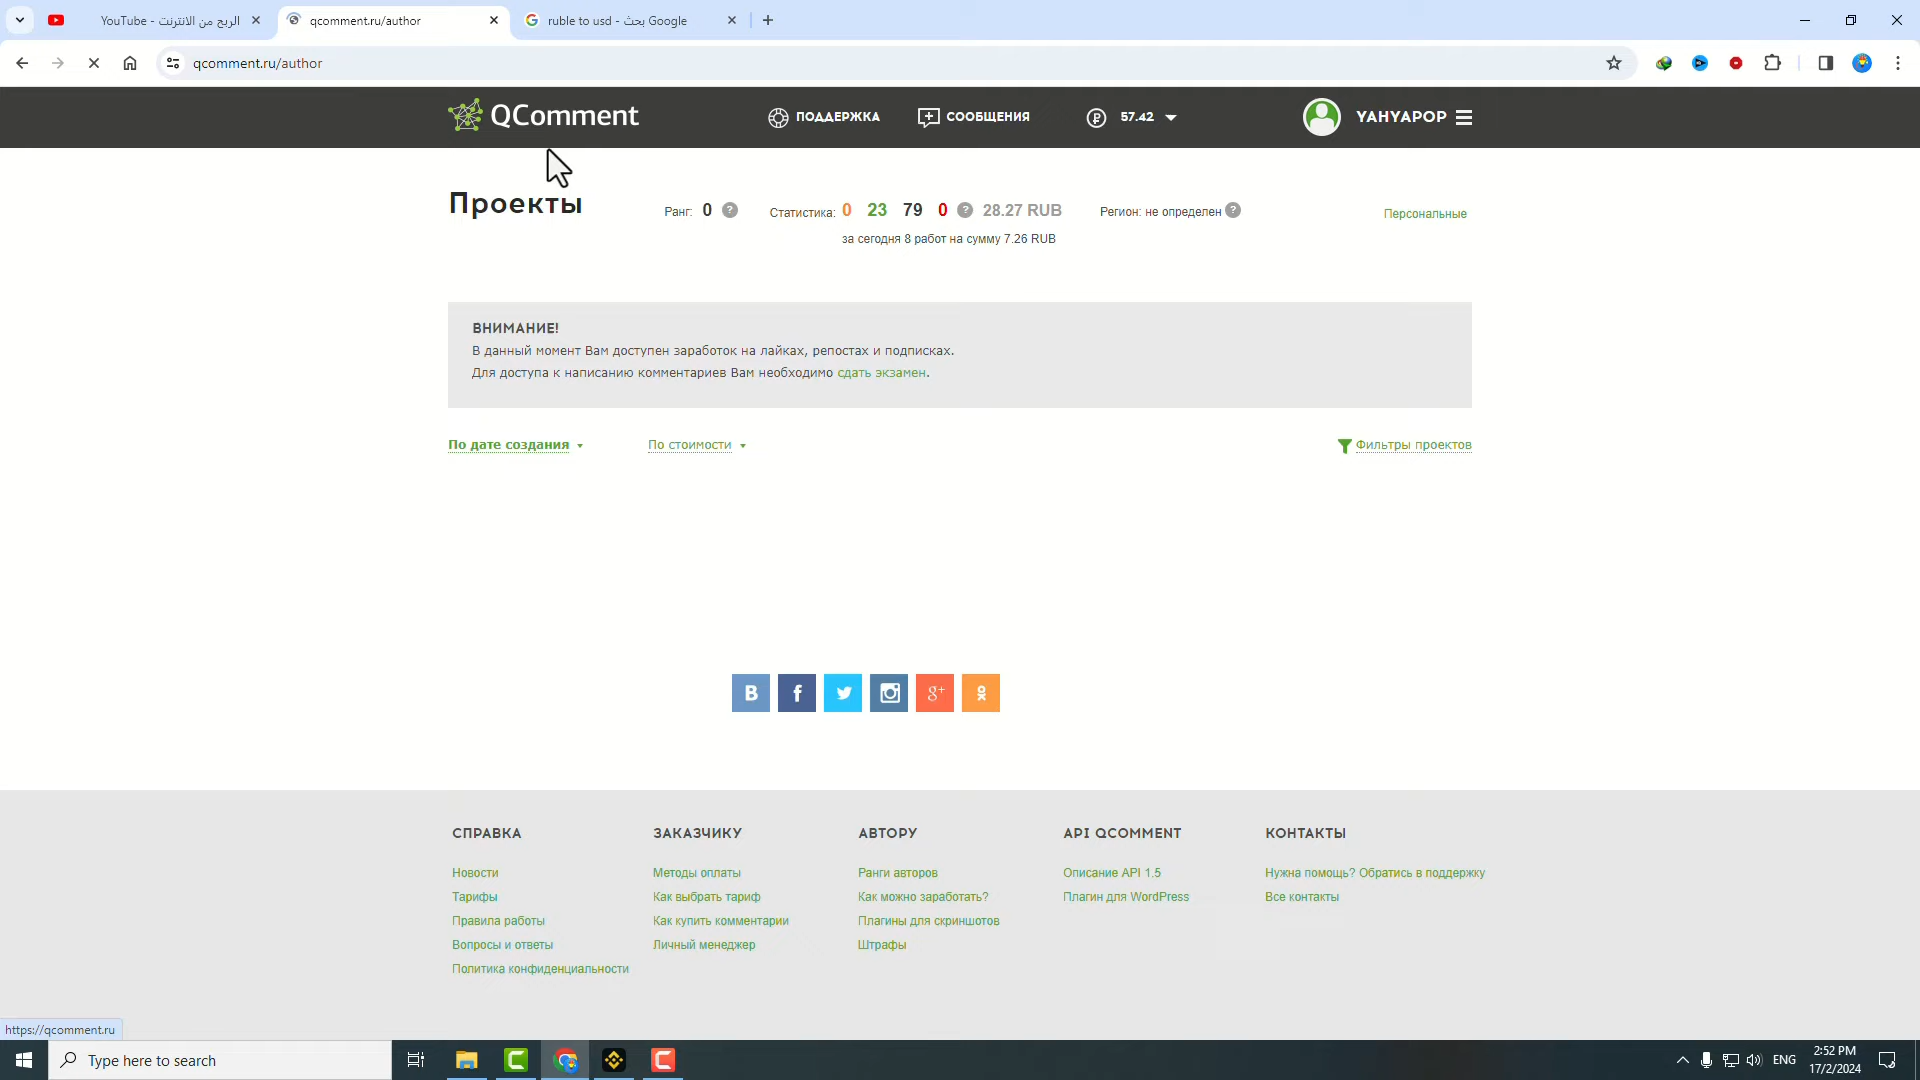 YouTube - الربح من الانترنت
qcomment.ru/author
ruble to usd - بحث Google
qcomment.ru/author
QComment
ПОДДЕРЖКА
СООБЩЕНИЯ
57.42
YAHYAPOP
Проекты
Ранг: 0 ?
Статистика: 0 23 79 0 ? 28.27 RUB
Регион: не определен ?
Персональные
за сегодня 8 работ на сумму 7.26 RUB
ВНИМАНИЕ!
В данный момент Вам доступен заработок на лайках, репостах и подписках.
Для доступа к написанию комментариев Вам необходимо сдать экзамен.
По дате создания
По стоимости
Фильтры проектов
СПРАВКА
Новости
Тарифы
Правила работы
Вопросы и ответы
Политика конфиденциальности
ЗАКАЗЧИКУ
Методы оплаты
Как выбрать тариф
Как купить комментарии
Личный менеджер
АВТОРУ
Ранги авторов
Как можно заработать?
Плагины для скриншотов
Штрафы
API QCOMMENT
Описание API 1.5
Плагин для WordPress
КОНТАКТЫ
Нужна помощь? Обратись в поддержку
Все контакты
https://qcomment.ru
Type here to search
ENG
2:52 PM
17/2/2024